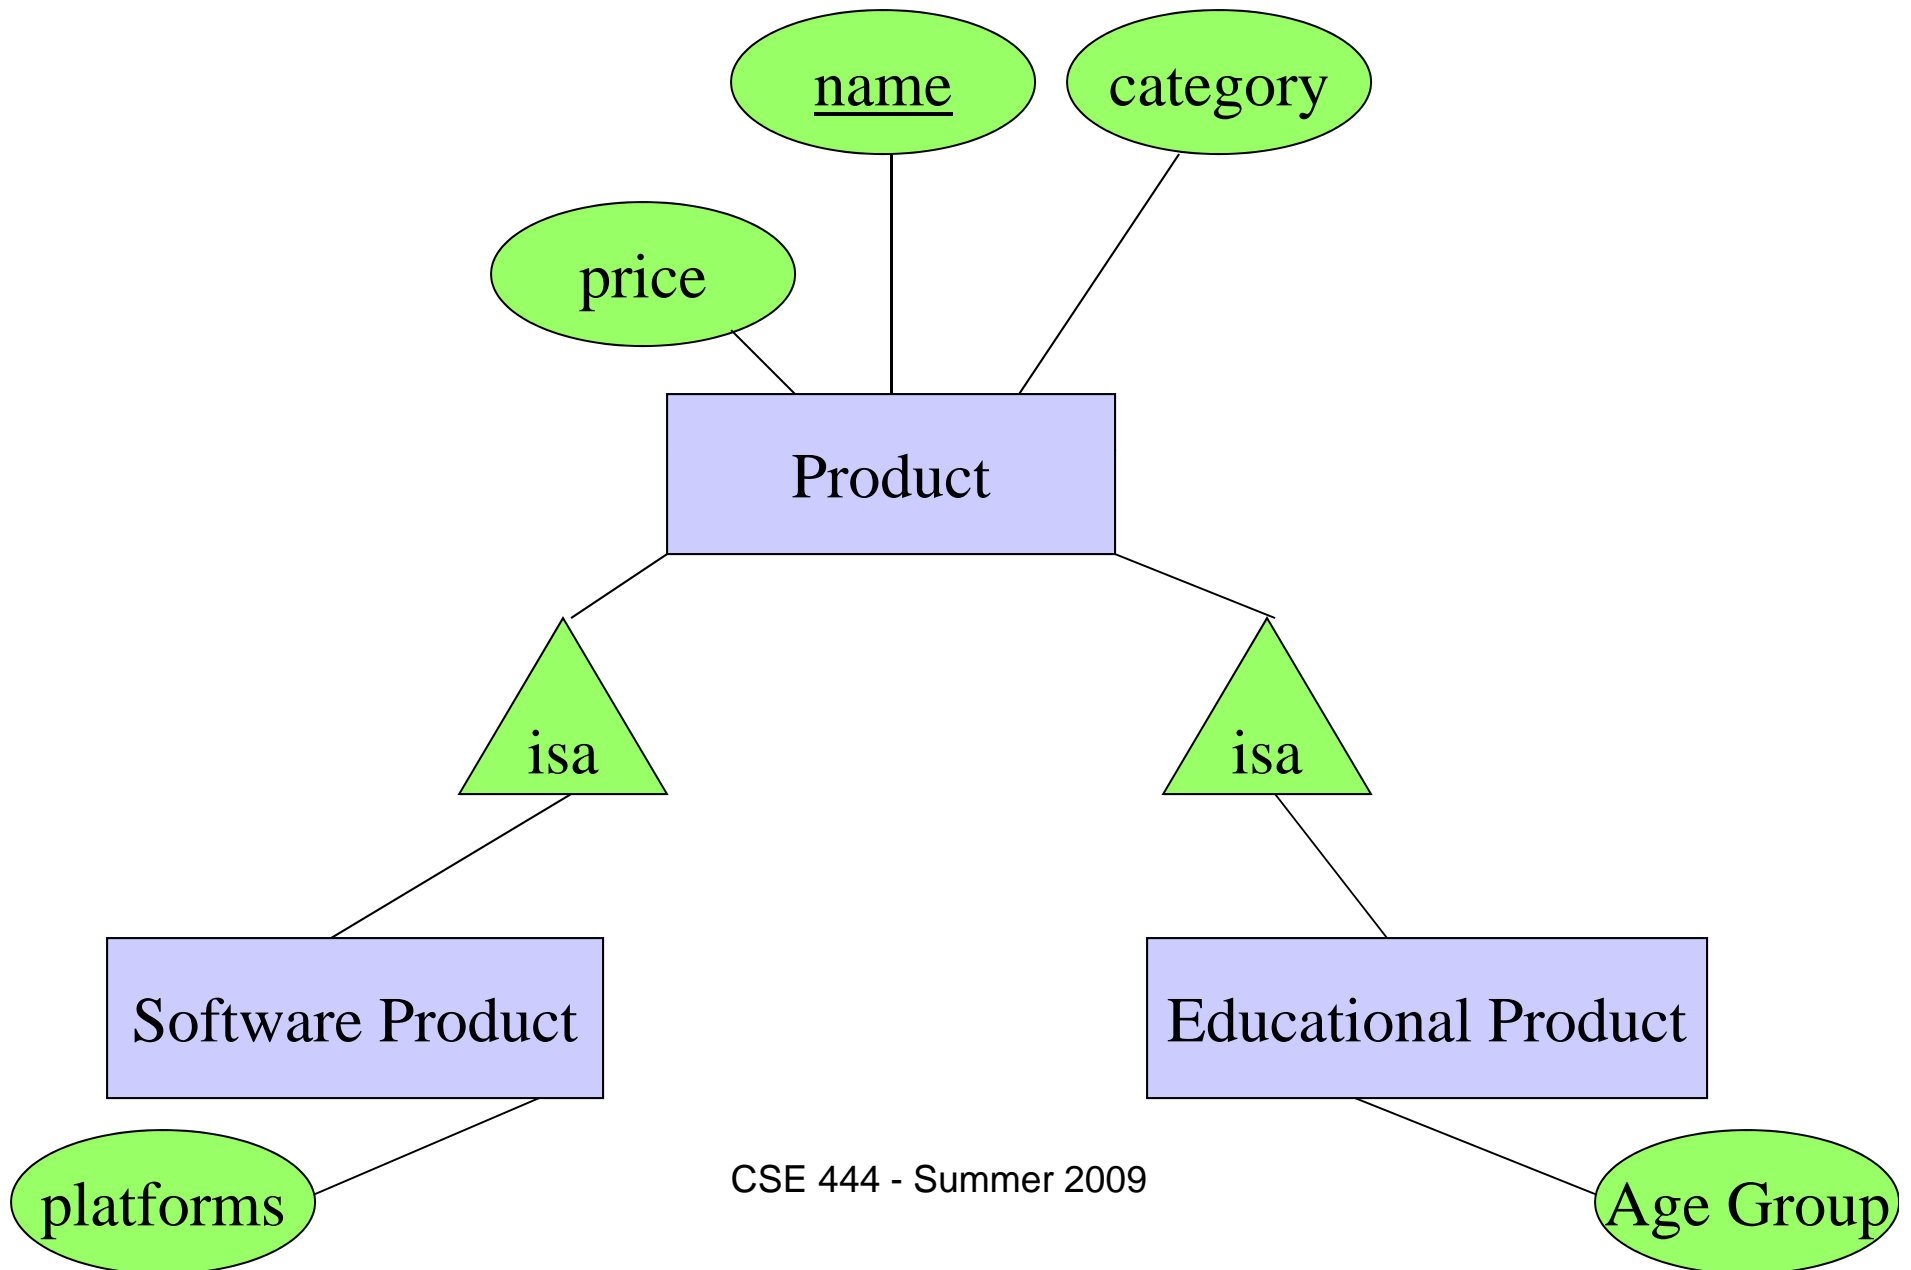 name
category
price
Product
isa
isa
Software Product
Educational Product
platforms
CSE 444 - Summer 2009
Age Group